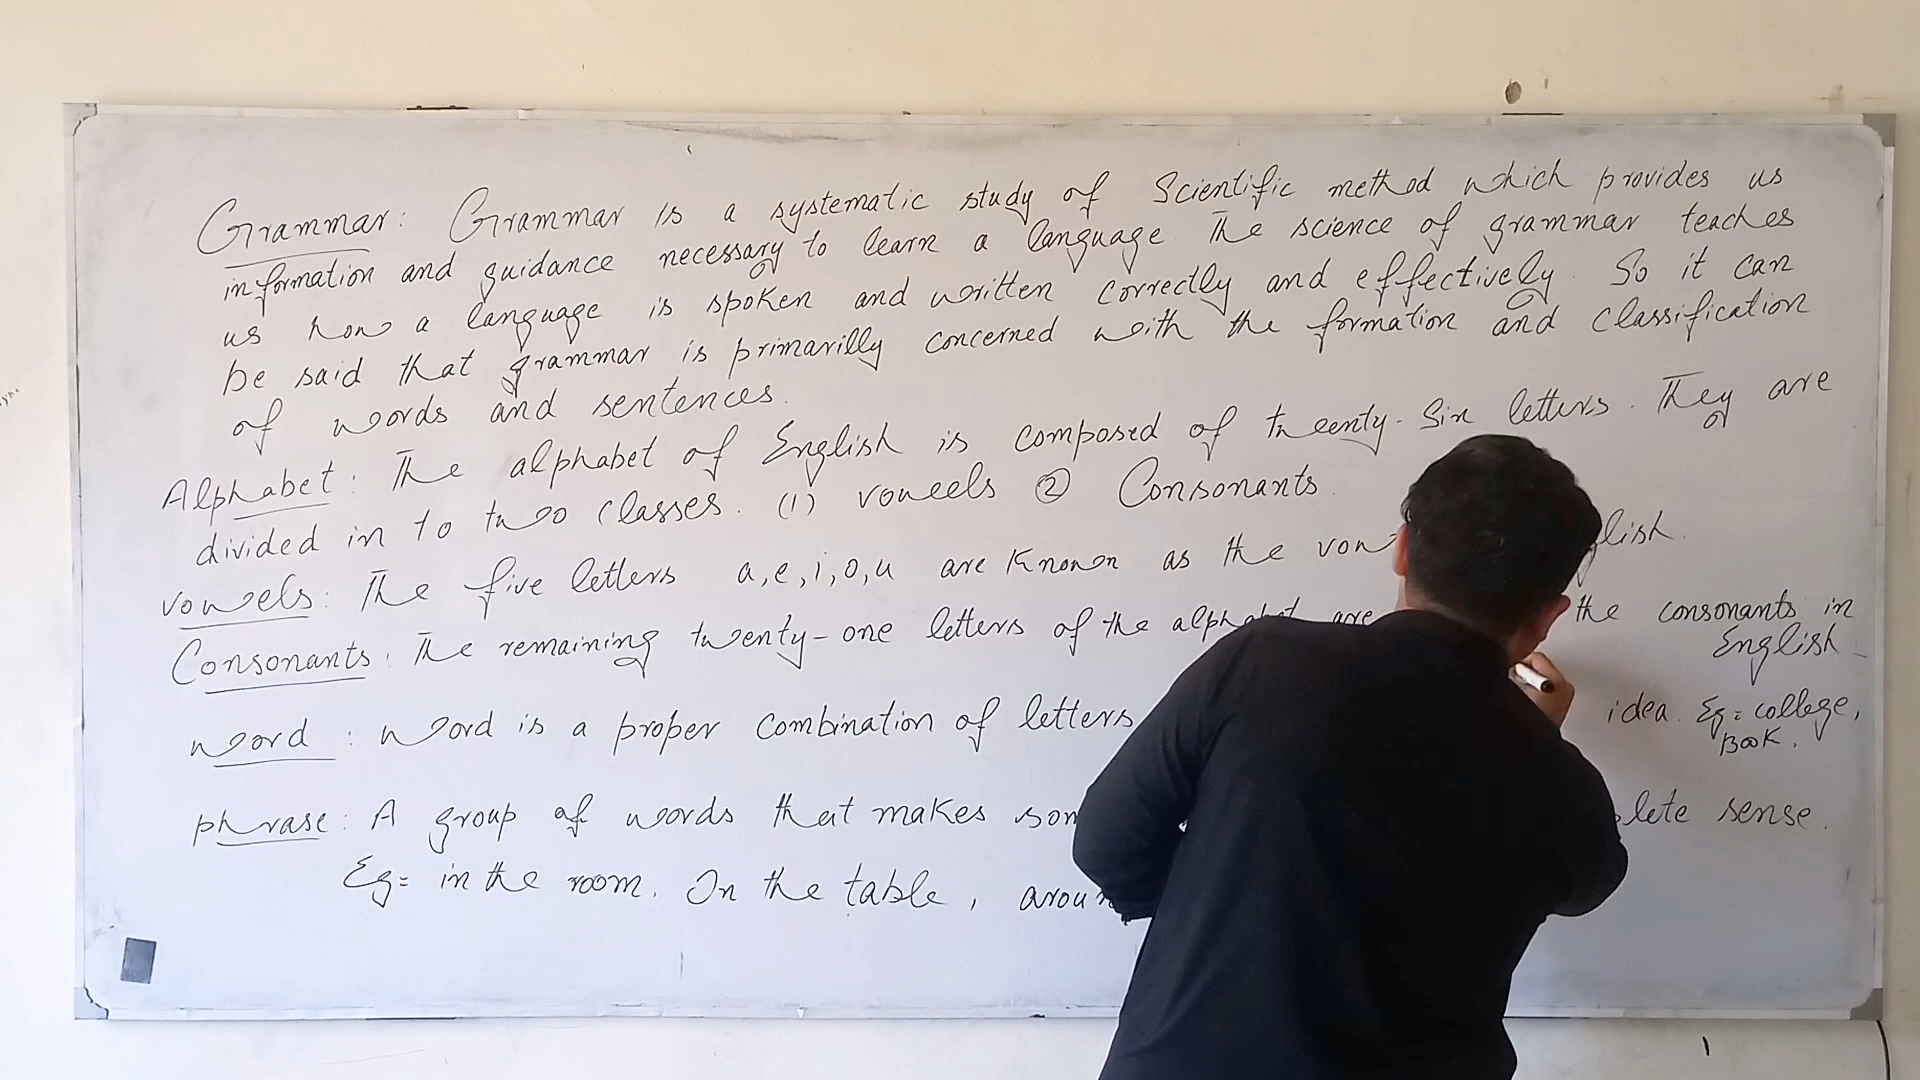 Grammar: Grammar is a systematic study of Scientific method which provides us
information and guidance necessary to learn a language. The science of grammar teaches
us how a language is spoken and written correctly and effectively. So it can
be said that grammar is primarilly concerned with the formation and classification
of words and sentences.
Alphabet: The alphabet of English is composed of tweenty-Six letters. They are
divided in to two classes. (1) voweels ② Consonants.
vowels: The five letters a, e, i, o, u are known as the vow glish.
Consonants: The remaining twenty-one letters of the alphabet are the consonants in
English-
word: word is a proper combination of letters idea. Eg= college,
Book.
phrase: A group of words that makes som lete sense.
Eg= in the room. On the table, aroun